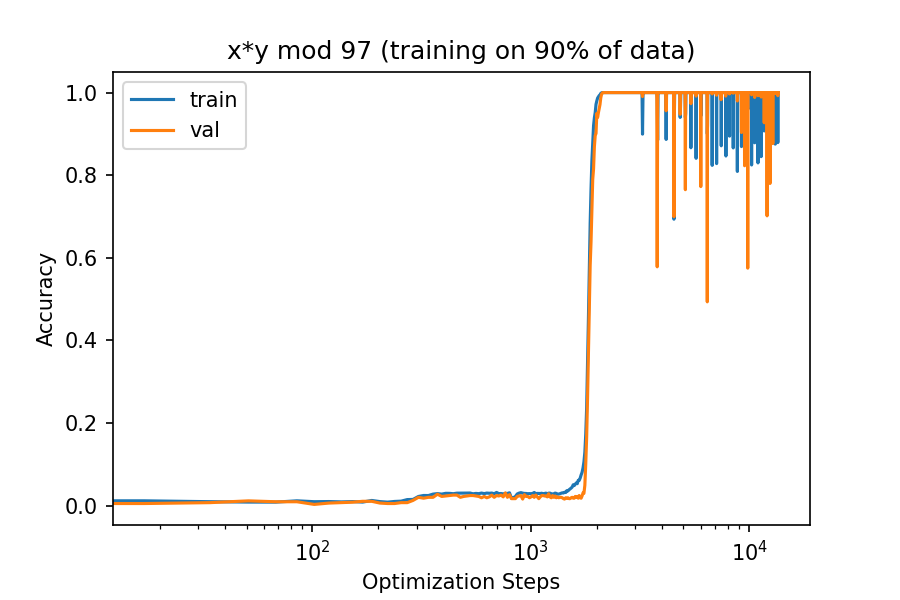 x*y mod 97 (training on 90% of data)
train
val
1.0
0.8
0.6
0.4
0.2
0.0
Accuracy
10²
10³
10⁴
Optimization Steps